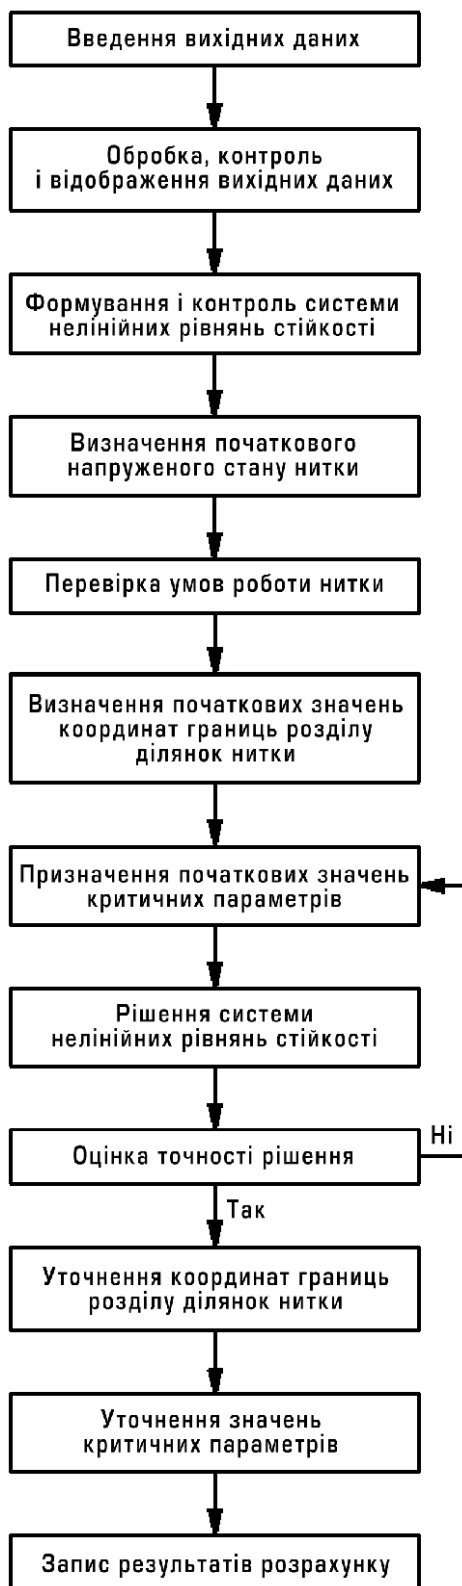 Введення вихідних даних
Обробка, контроль
і відображення вихідних даних
Формування і контроль системи
нелінійних рівнянь стійкості
Визначення початкового
напруженого стану нитки
Перевірка умов роботи нитки
Визначення початкових значень
координат границь розділу
ділянок нитки
Призначення початкових значень
критичних параметрів
Рішення системи
нелінійних рівнянь стійкості
Оцінка точності рішення
Ні
Так
Уточнення координат границь
розділу ділянок нитки
Уточнення значень
критичних параметрів
Запис результатів розрахунку